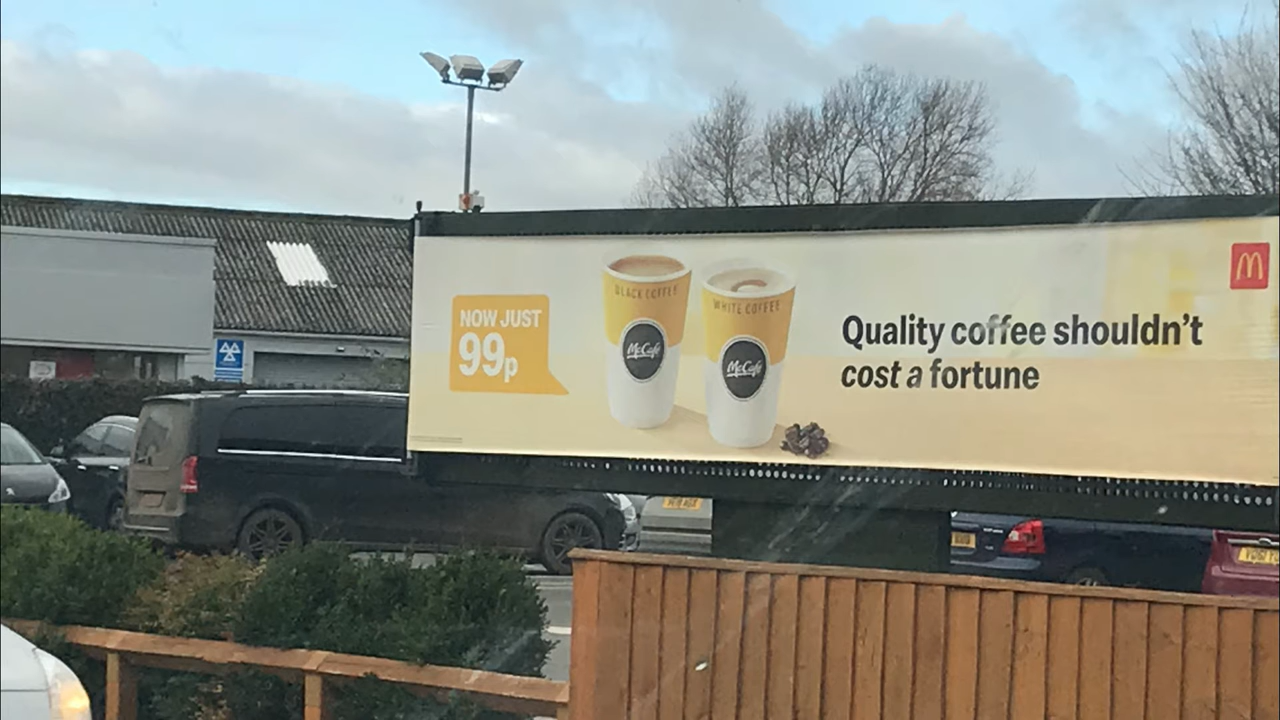 NOW JUST
99p
BLACK COFFEE
McCafé
WHITE COFFEE
McCafé
Quality coffee shouldn't
cost a fortune